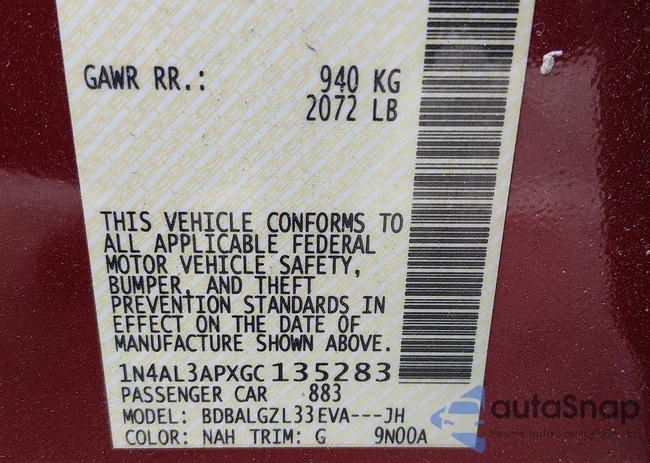 GAWR RR.: 940 KG
2072 LB
THIS VEHICLE CONFORMS TO
ALL APPLICABLE FEDERAL
MOTOR VEHICLE SAFETY,
BUMPER, AND THEFT
PREVENTION STANDARDS IN
EFFECT ON THE DATE OF
MANUFACTURE SHOWN ABOVE.
1N4AL3APXGC135283
PASSENGER CAR 883
MODEL: BDBALGZL33EVA---JH
COLOR: NAH TRIM: G 9N00A
autaSnap